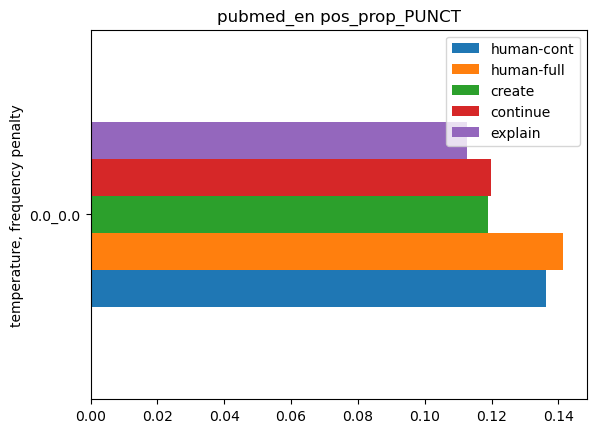 pubmed_en pos_prop_PUNCT
human-cont
human-full
create
continue
explain
temperature, frequency penalty
0.0_0.0
0.00 0.02 0.04 0.06 0.08 0.10 0.12 0.14